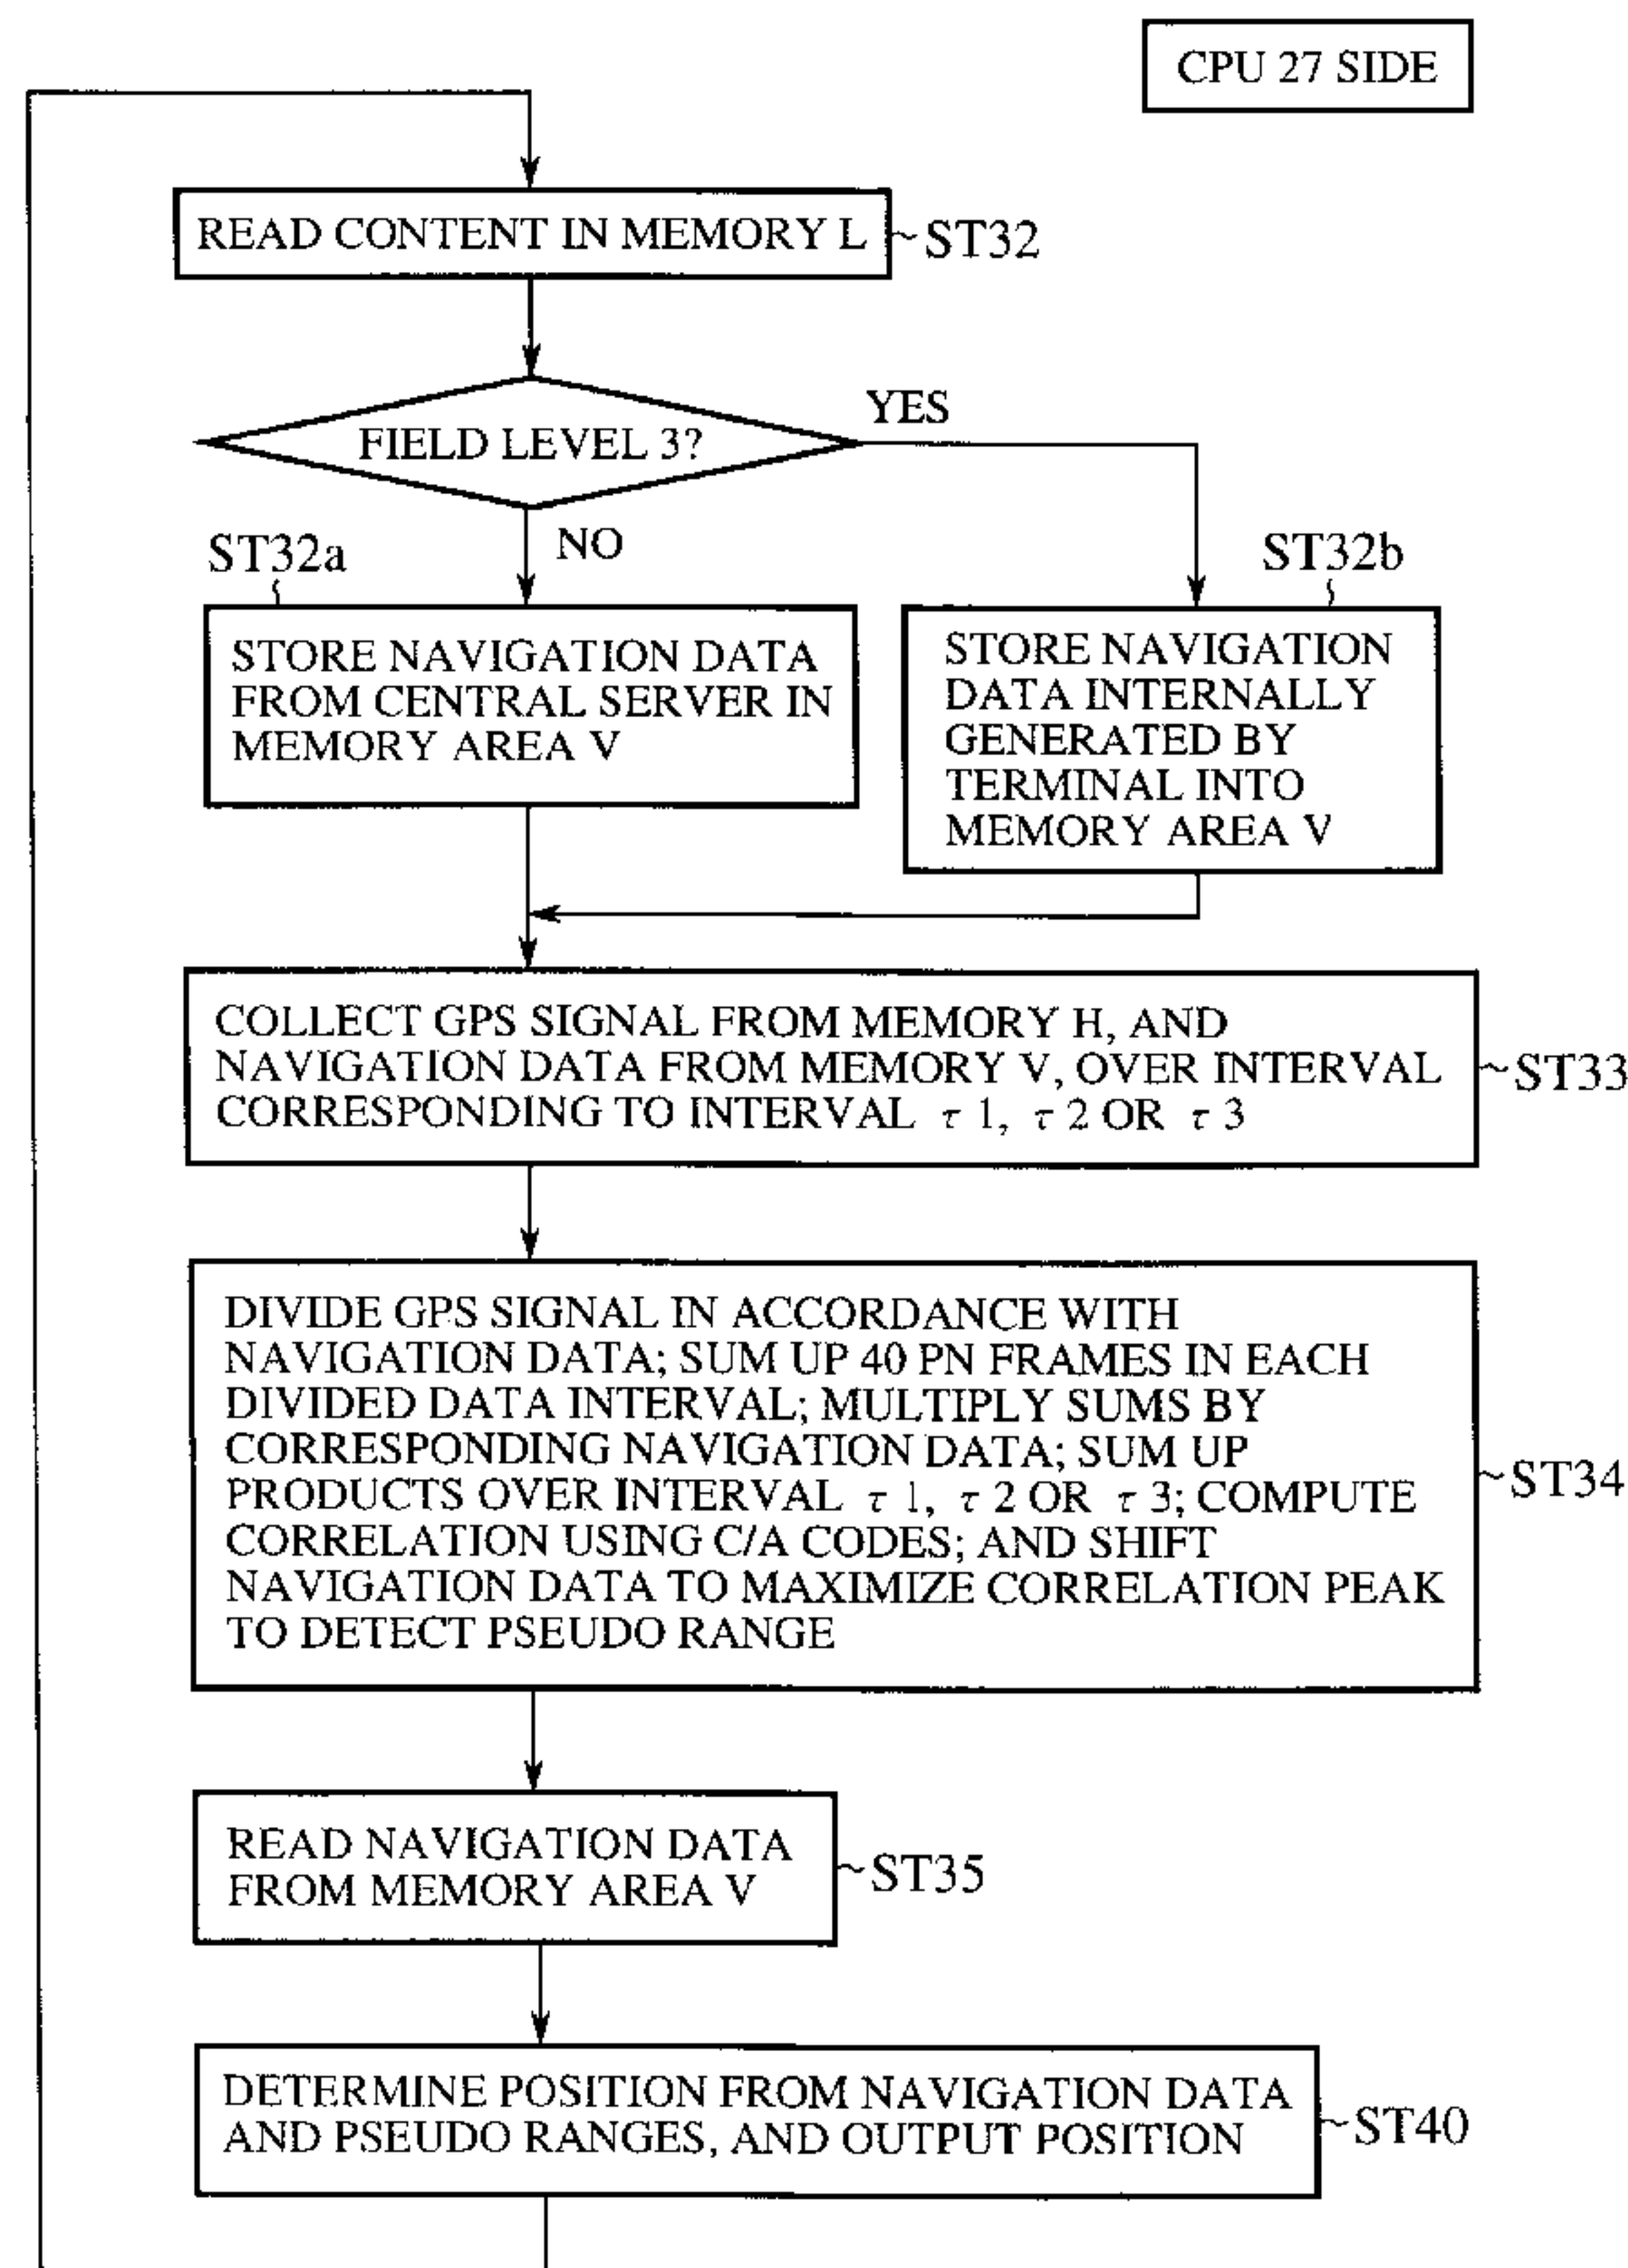 CPU 27 SIDE
READ CONTENT IN MEMORY L
ST32
FIELD LEVEL 3?
YES
NO
ST32a
STORE NAVIGATION DATA
FROM CENTRAL SERVER IN
MEMORY AREA V
ST32b
STORE NAVIGATION
DATA INTERNALLY
GENERATED BY
TERMINAL INTO
MEMORY AREA V
COLLECT GPS SIGNAL FROM MEMORY H, AND
NAVIGATION DATA FROM MEMORY V, OVER INTERVAL
CORRESPONDING TO INTERVAL τ 1, τ 2 OR τ 3
ST33
DIVIDE GPS SIGNAL IN ACCORDANCE WITH
NAVIGATION DATA; SUM UP 40 PN FRAMES IN EACH
DIVIDED DATA INTERVAL; MULTIPLY SUMS BY
CORRESPONDING NAVIGATION DATA; SUM UP
PRODUCTS OVER INTERVAL τ 1, τ 2 OR τ 3; COMPUTE
CORRELATION USING C/A CODES; AND SHIFT
NAVIGATION DATA TO MAXIMIZE CORRELATION PEAK
TO DETECT PSEUDO RANGE
ST34
READ NAVIGATION DATA
FROM MEMORY AREA V
ST35
DETERMINE POSITION FROM NAVIGATION DATA
AND PSEUDO RANGES, AND OUTPUT POSITION
ST40